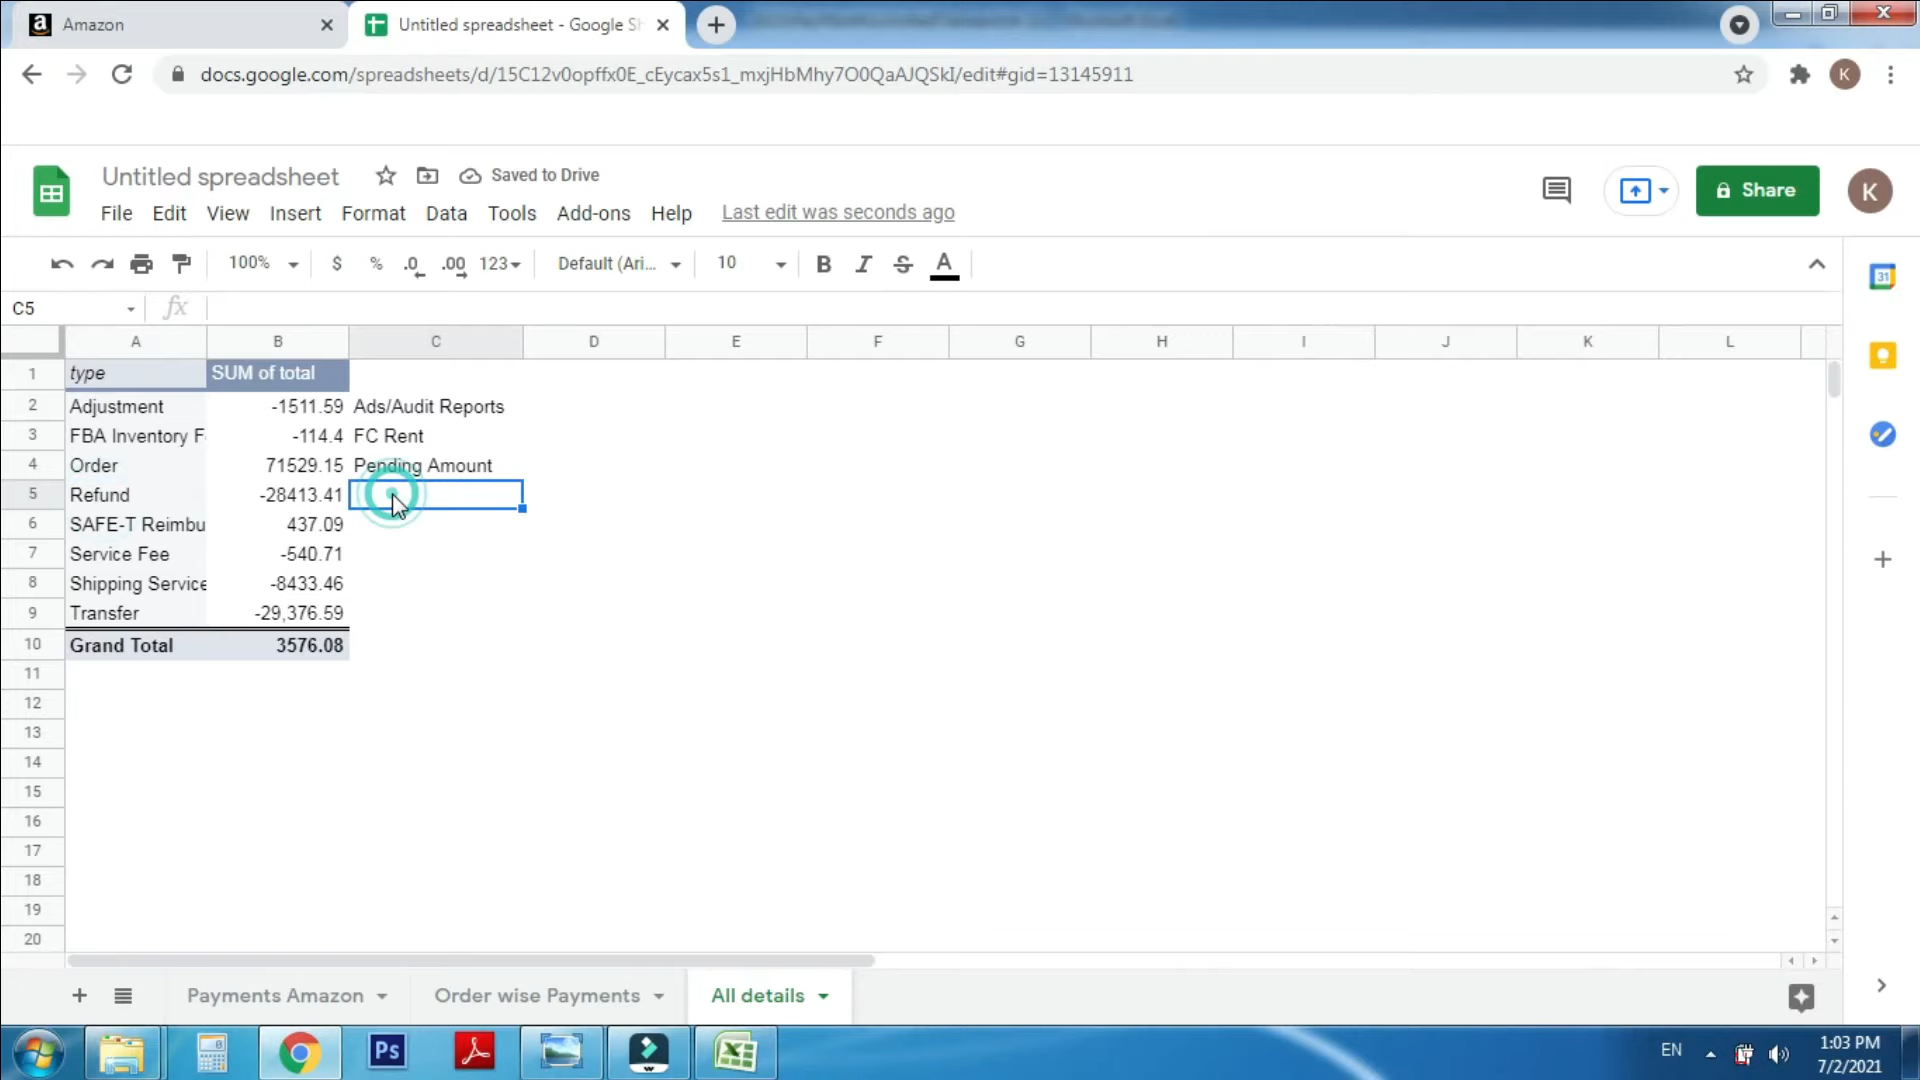 Amazon
Untitled spreadsheet - Google Sh
docs.google.com/spreadsheets/d/15C12v0opffx0E_cEycax5s1_mxjHbMhy7O0QaAJQSkI/edit#gid=13145911
K
Untitled spreadsheet
Saved to Drive
Share
K
File Edit View Insert Format Data Tools Add-ons Help Last edit was seconds ago
100% $ % .0 .00 123 Default (Ari... 10 B I S A
31
C5 fx
A B C D E F G H I J K L
1 type SUM of total
2 Adjustment -1511.59 Ads/Audit Reports
3 FBA Inventory F -114.4 FC Rent
4 Order 71529.15 Pending Amount
5 Refund -28413.41
6 SAFE-T Reimbu 437.09
7 Service Fee -540.71
8 Shipping Service -8433.46
9 Transfer -29,376.59
10 Grand Total 3576.08
11
12
13
14
15
16
17
18
19
20
Payments Amazon Order wise Payments All details
Ps
EN
1:03 PM
7/2/2021